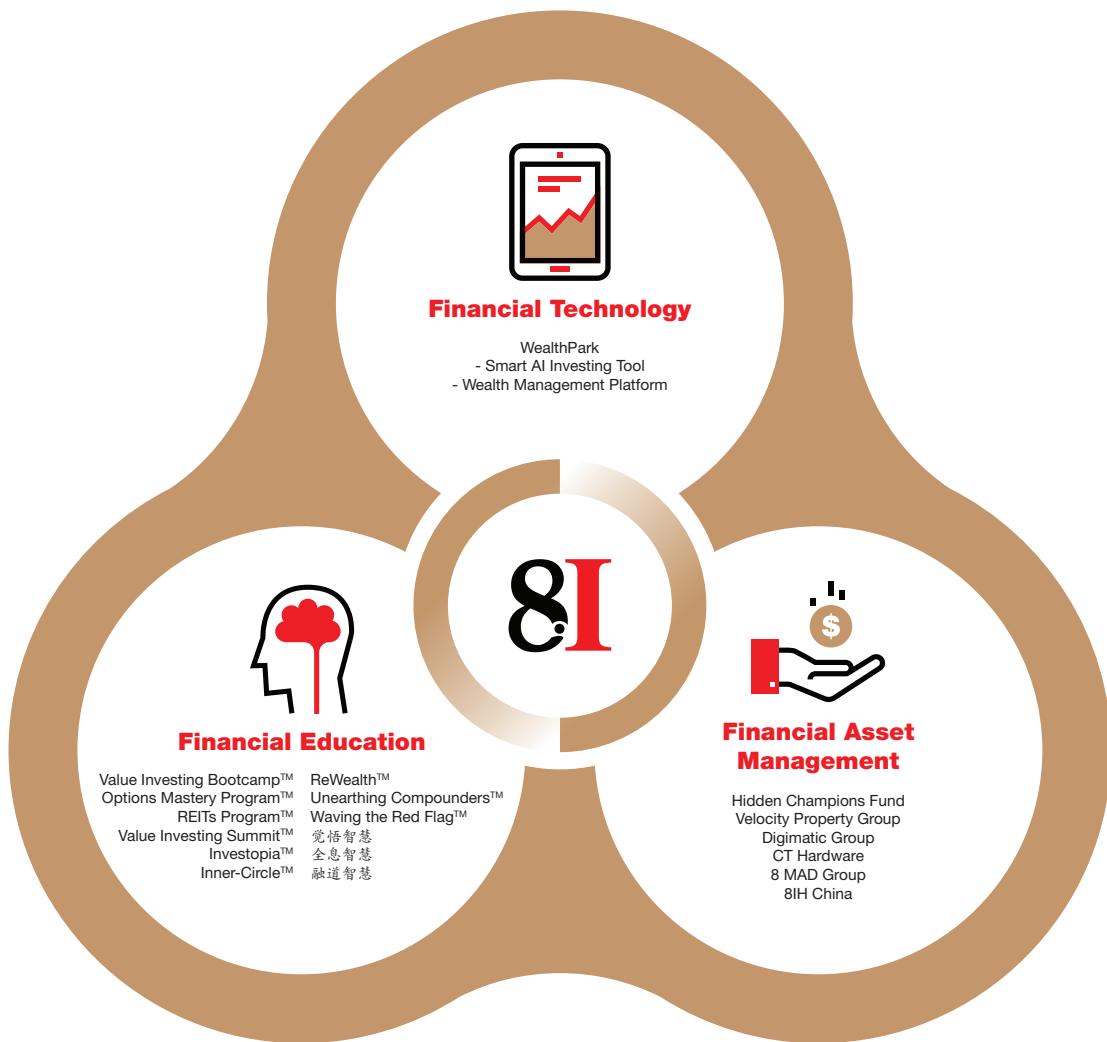 Financial Technology
WealthPark
- Smart AI Investing Tool
- Wealth Management Platform
8I
Financial Education
Value Investing Bootcamp™
Options Mastery Program™
REITs Program™
Value Investing Summit™
Investopia™
Inner-Circle™
ReWealth™
Unearthing Compounders™
Waving the Red Flag™
觉悟智慧
全息智慧
融道智慧
$
Financial Asset
Management
Hidden Champions Fund
Velocity Property Group
Digimatic Group
CT Hardware
8 MAD Group
8IH China